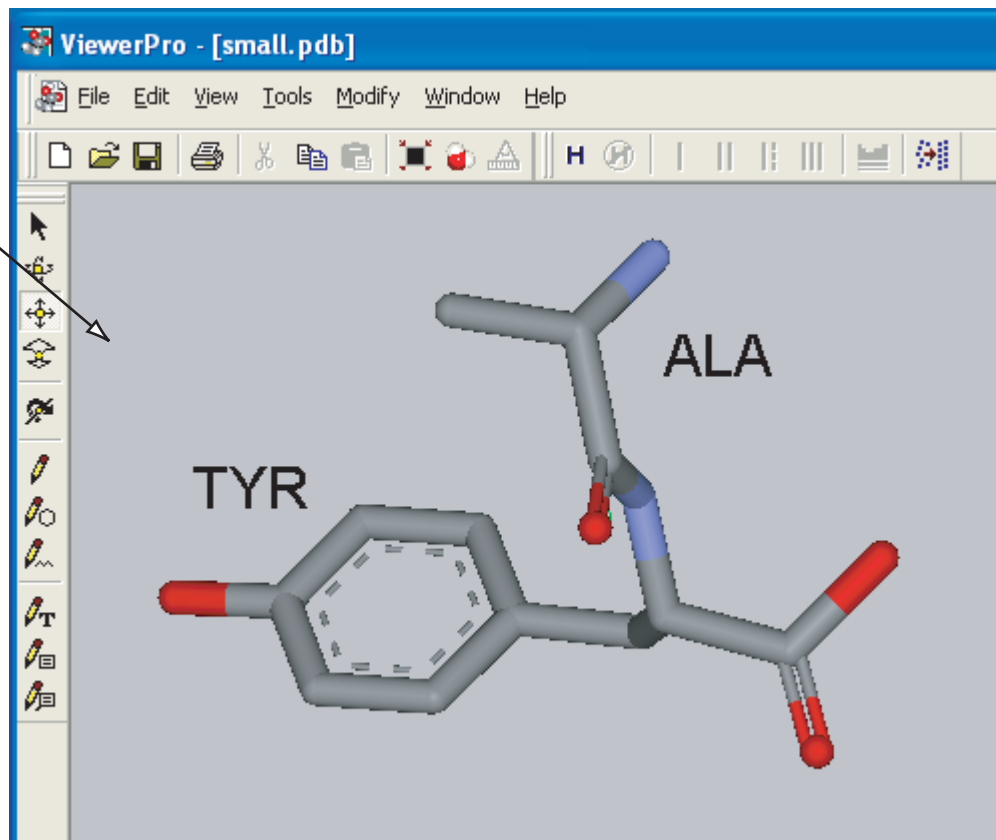 ViewerPro - [small.pdb]
File Edit View Tools Modify Window Help
H H
ALA
TYR
T